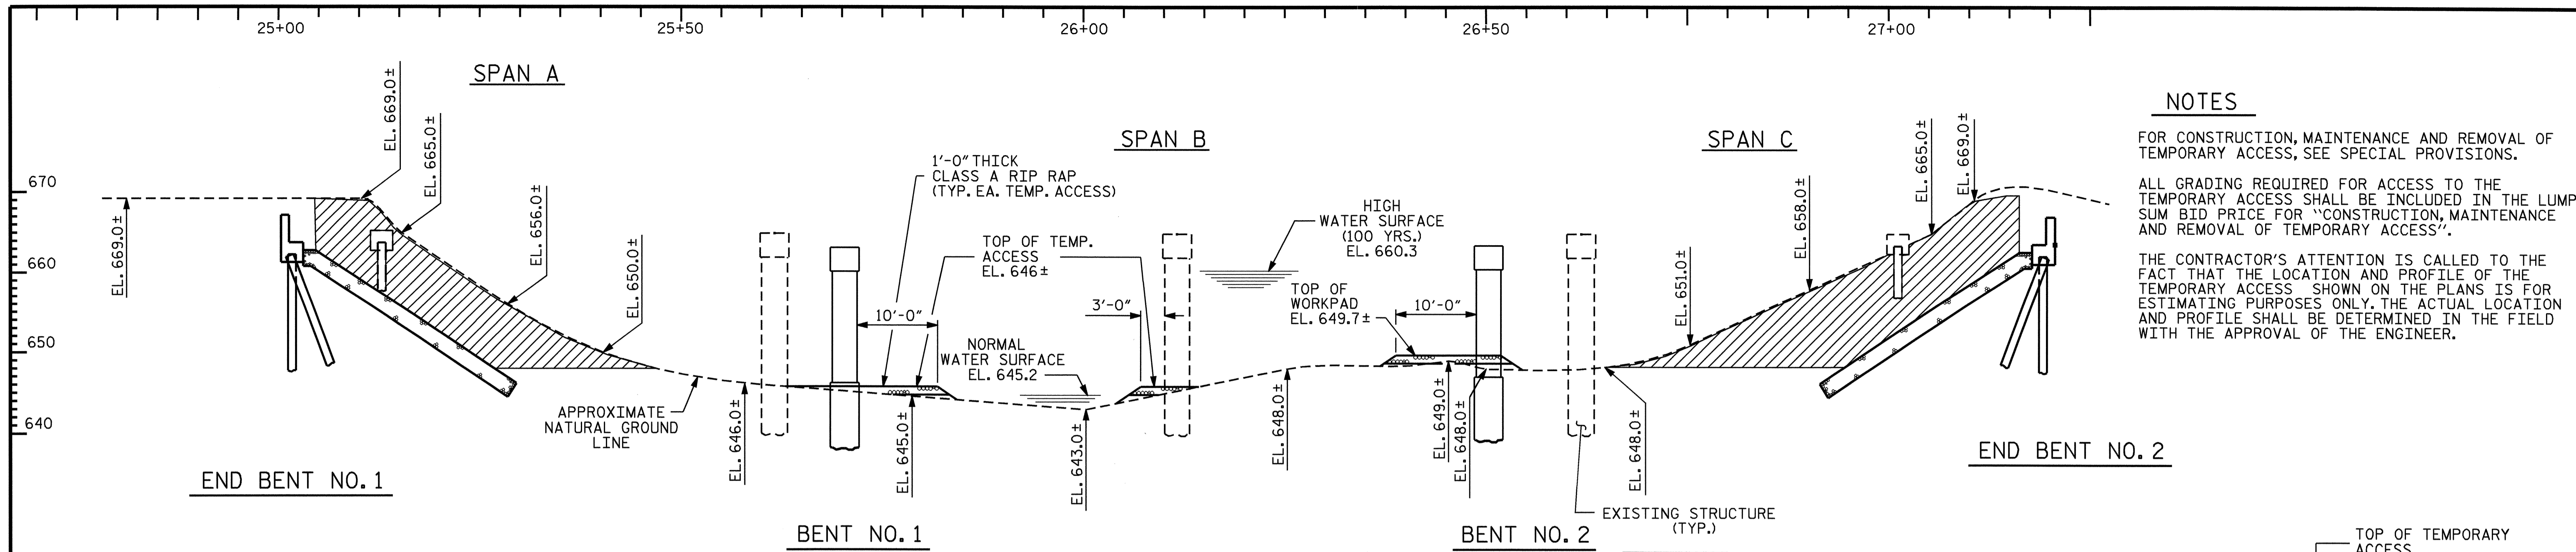 25+00
25+50
26+00
26+50
27+00
SPAN A
SPAN B
SPAN C
670
660
650
640
EL. 669.0±
EL. 669.0±
EL. 665.0±
EL. 656.0±
EL. 650.0±
APPROXIMATE
NATURAL GROUND
LINE
EL. 646.0±
1'-0" THICK
CLASS A RIP RAP
(TYP. EA. TEMP. ACCESS)
10'-0"
EL. 645.0±
TOP OF TEMP.
ACCESS
EL. 646±
NORMAL
WATER SURFACE
EL. 645.2
EL. 643.0±
3'-0"
HIGH
WATER SURFACE
(100 YRS.)
EL. 660.3
EL. 648.0±
TOP OF
WORKPAD
EL. 649.7±
10'-0"
EL. 649.0±
EL. 648.0±
EXISTING STRUCTURE
(TYP.)
EL. 648.0±
EL. 651.0±
EL. 658.0±
EL. 665.0±
EL. 669.0±
END BENT NO. 1
BENT NO. 1
BENT NO. 2
END BENT NO. 2
NOTES
FOR CONSTRUCTION, MAINTENANCE AND REMOVAL OF
TEMPORARY ACCESS, SEE SPECIAL PROVISIONS.
ALL GRADING REQUIRED FOR ACCESS TO THE
TEMPORARY ACCESS SHALL BE INCLUDED IN THE LUMP
SUM BID PRICE FOR "CONSTRUCTION, MAINTENANCE
AND REMOVAL OF TEMPORARY ACCESS".
THE CONTRACTOR'S ATTENTION IS CALLED TO THE
FACT THAT THE LOCATION AND PROFILE OF THE
TEMPORARY ACCESS SHOWN ON THE PLANS IS FOR
ESTIMATING PURPOSES ONLY. THE ACTUAL LOCATION
AND PROFILE SHALL BE DETERMINED IN THE FIELD
WITH THE APPROVAL OF THE ENGINEER.
TOP OF TEMPORARY
ACCESS